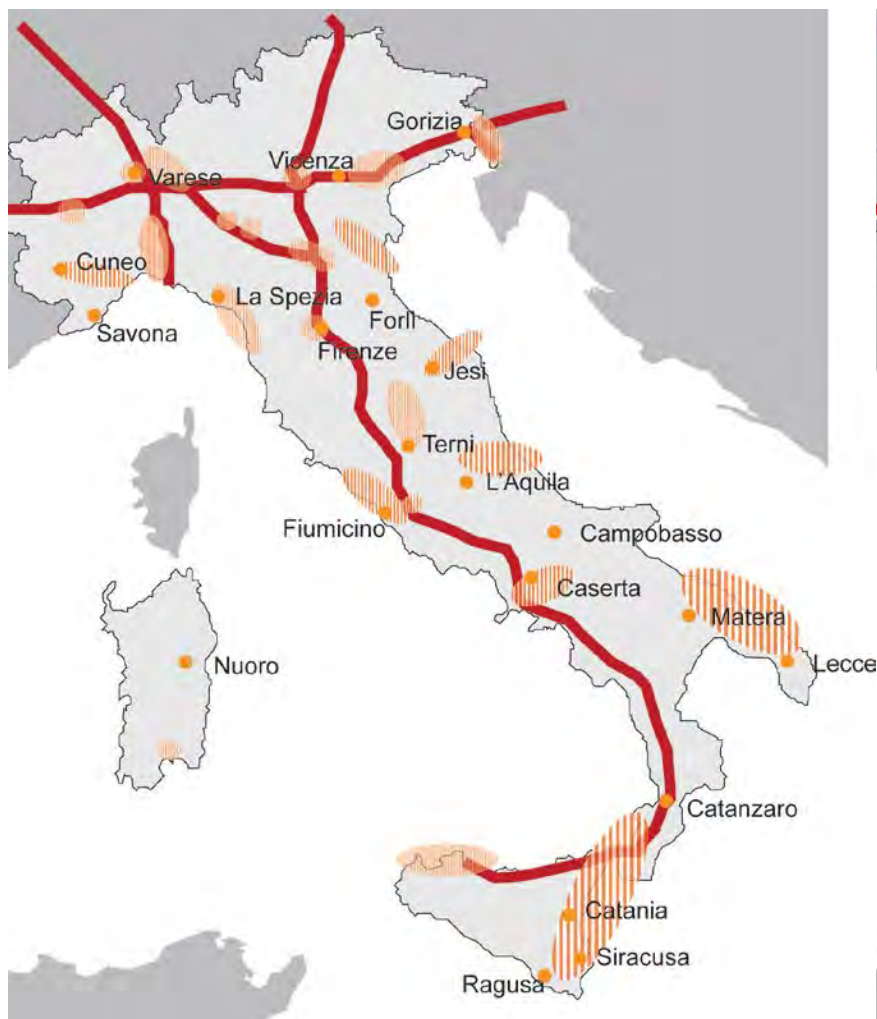 Gorizia
Vicenza
Varese
Cuneo
La Spezia
Savona
Forlì
Firenze
Jesi
Terni
L'Aquila
Fiumicino
Campobasso
Caserta
Matera
Nuoro
Lecce
Catanzaro
Catania
Siracusa
Ragusa